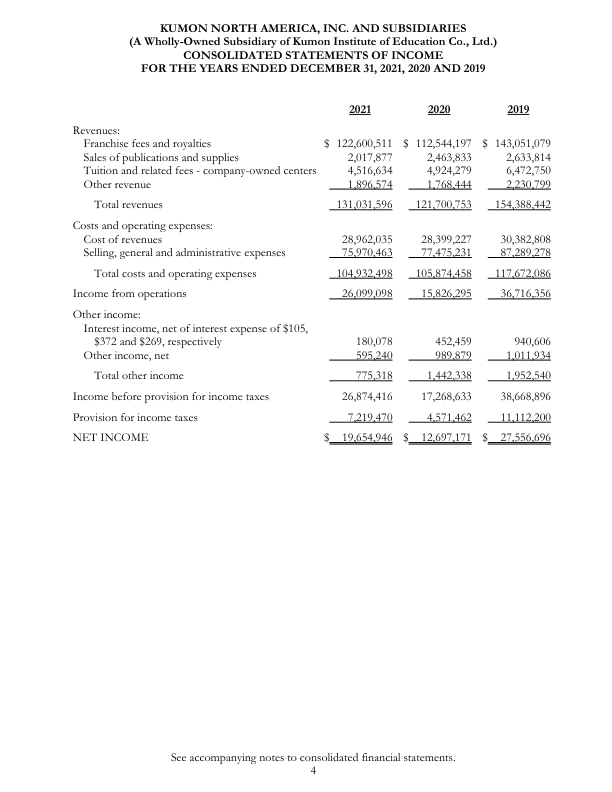 KUMON NORTH AMERICA, INC. AND SUBSIDIARIES
(A Wholly-Owned Subsidiary of Kumon Institute of Education Co., Ltd.)
CONSOLIDATED STATEMENTS OF INCOME
FOR THE YEARS ENDED DECEMBER 31, 2021, 2020 AND 2019
2021 2020 2019
Revenues:
Franchise fees and royalties $ 122,600,511 $ 112,544,197 $ 143,051,079
Sales of publications and supplies 2,017,877 2,463,833 2,633,814
Tuition and related fees - company-owned centers 4,516,634 4,924,279 6,472,750
Other revenue 1,896,574 1,768,444 2,230,799
Total revenues 131,031,596 121,700,753 154,388,442
Costs and operating expenses:
Cost of revenues 28,962,035 28,399,227 30,382,808
Selling, general and administrative expenses 75,970,463 77,475,231 87,289,278
Total costs and operating expenses 104,932,498 105,874,458 117,672,086
Income from operations 26,099,098 15,826,295 36,716,356
Other income:
Interest income, net of interest expense of $105,
$372 and $269, respectively 180,078 452,459 940,606
Other income, net 595,240 989,879 1,011,934
Total other income 775,318 1,442,338 1,952,540
Income before provision for income taxes 26,874,416 17,268,633 38,668,896
Provision for income taxes 7,219,470 4,571,462 11,112,200
NET INCOME $ 19,654,946 $ 12,697,171 $ 27,556,696
See accompanying notes to consolidated financial statements.
4